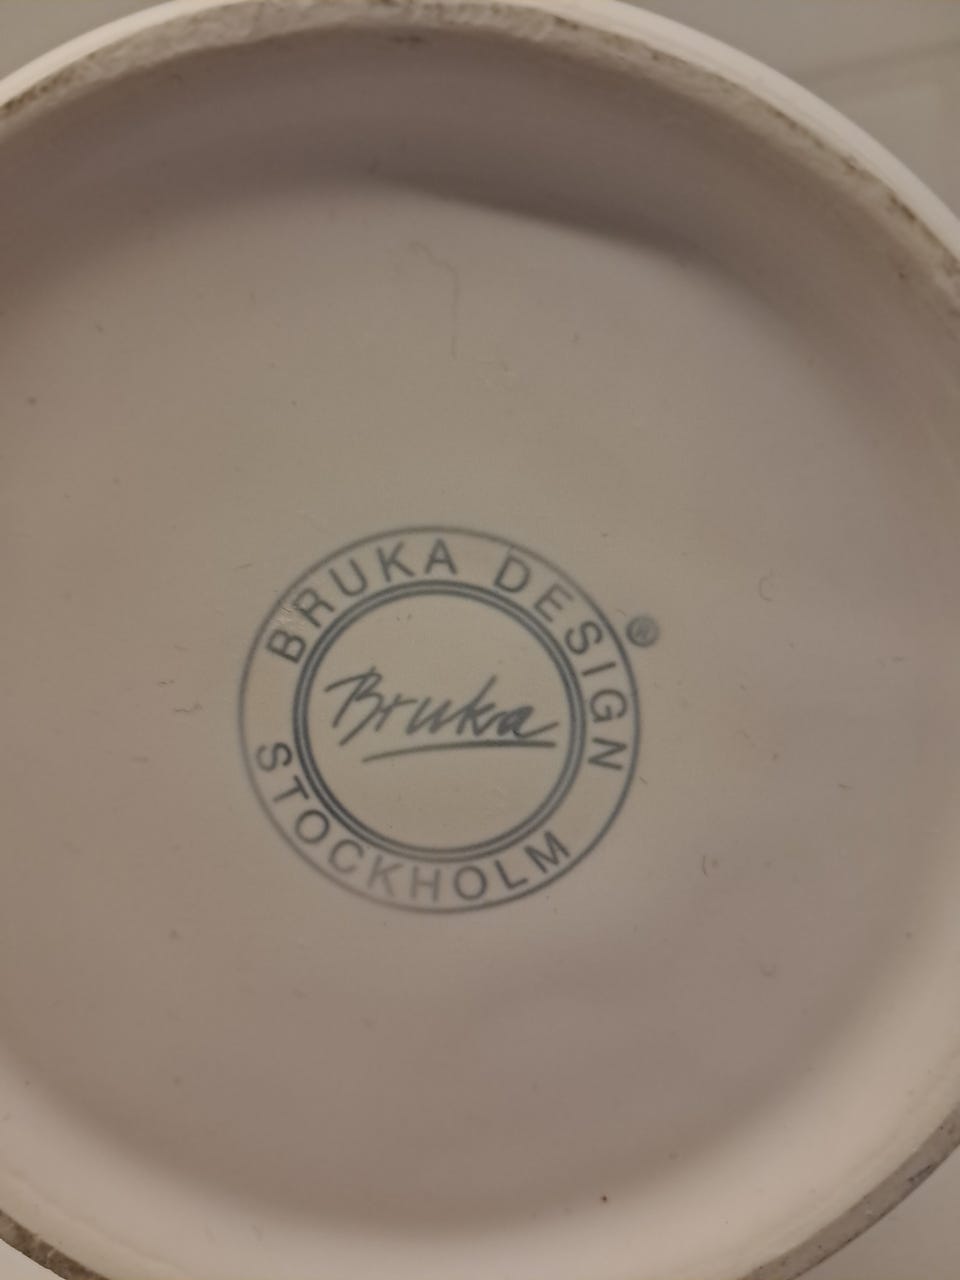 BRUKA DESIGN
®
Bruka
STOCKHOLM